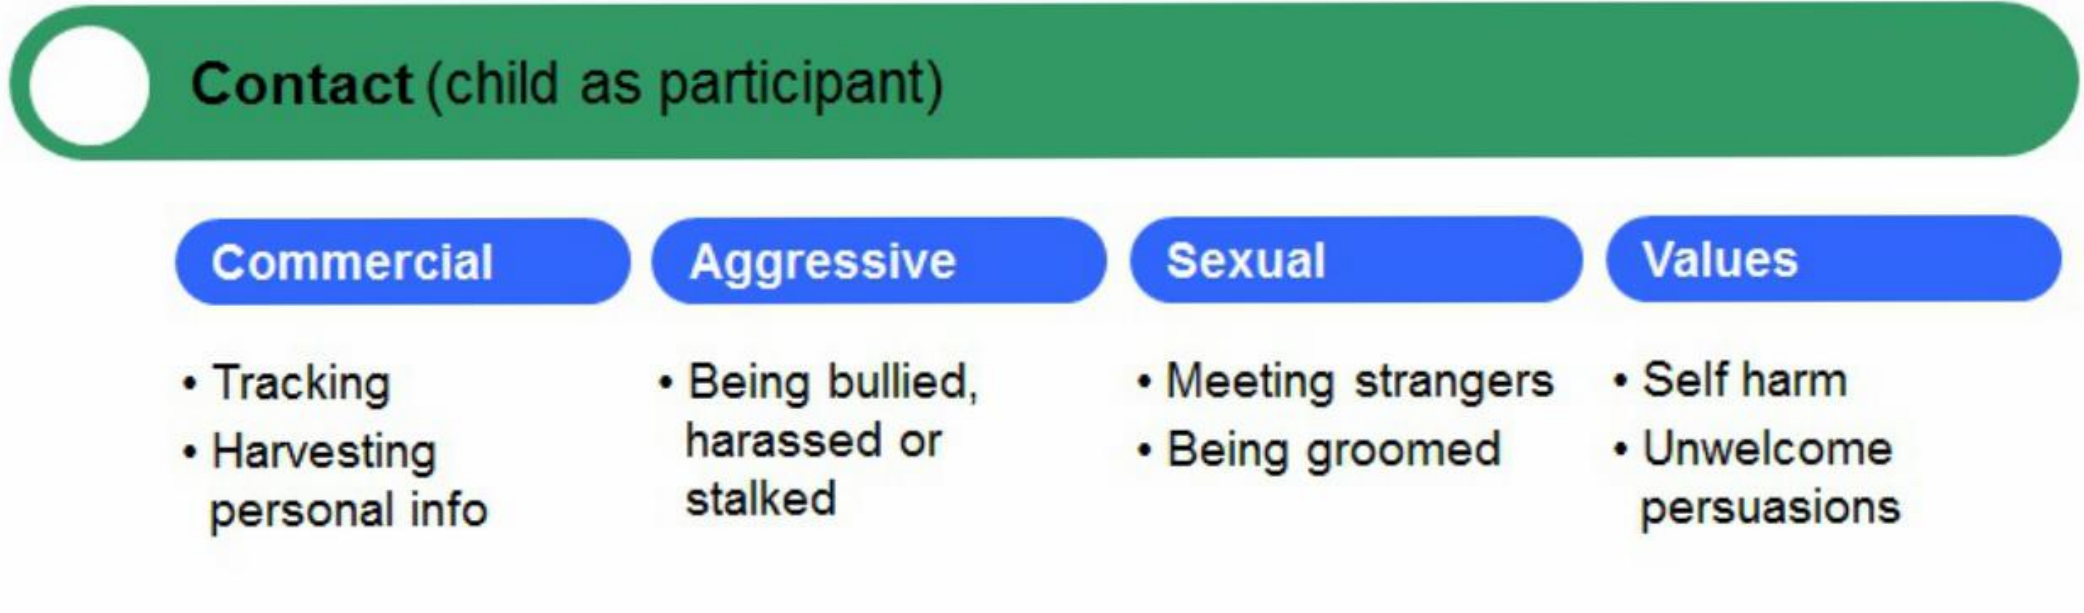 Contact (child as participant)
Commercial
Aggressive
Sexual
Values
• Tracking
• Harvesting
personal info
• Being bullied,
harassed or
stalked
• Meeting strangers
• Being groomed
• Self harm
• Unwelcome
persuasions